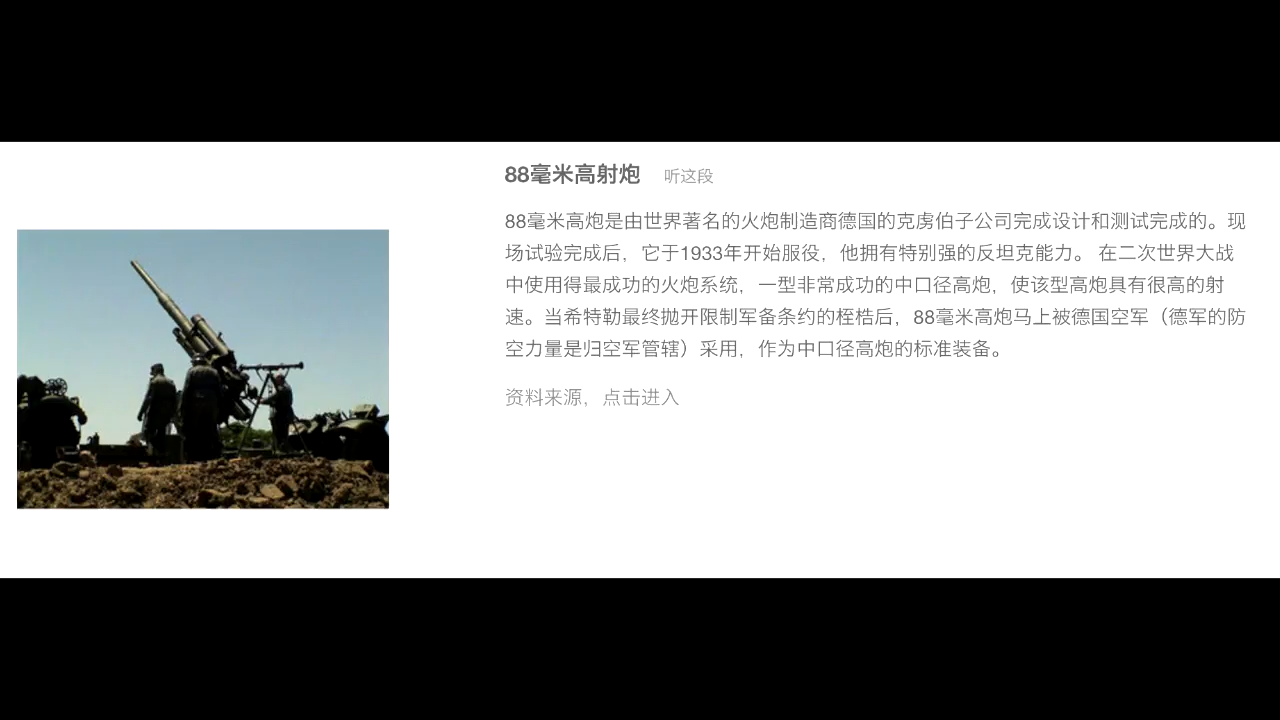 88毫米高射炮 听这段
88毫米高炮是由世界著名的火炮制造商德国的克虏伯子公司完成设计和测试完成的。现
场试验完成后，它于1933年开始服役，他拥有特别强的反坦克能力。 在二次世界大战
中使用得最成功的火炮系统，一型非常成功的中口径高炮，使该型高炮具有很高的射
速。当希特勒最终抛开限制军备条约的桎梏后，88毫米高炮马上被德国空军（德军的防
空力量是归空军管辖）采用，作为中口径高炮的标准装备。
资料来源，点击进入